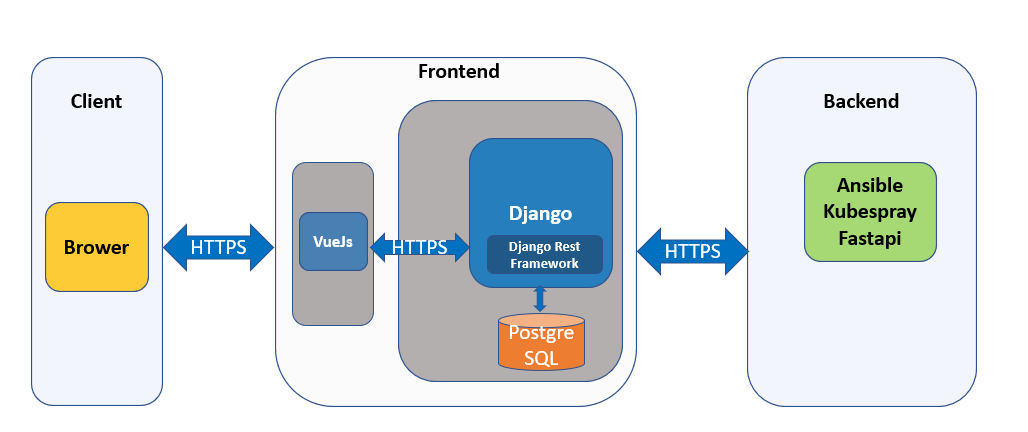 Client
Brower
HTTPS
Frontend
VueJs
HTTPS
Django
Django Rest
Framework
Postgre
SQL
HTTPS
Backend
Ansible
Kubespray
Fastapi